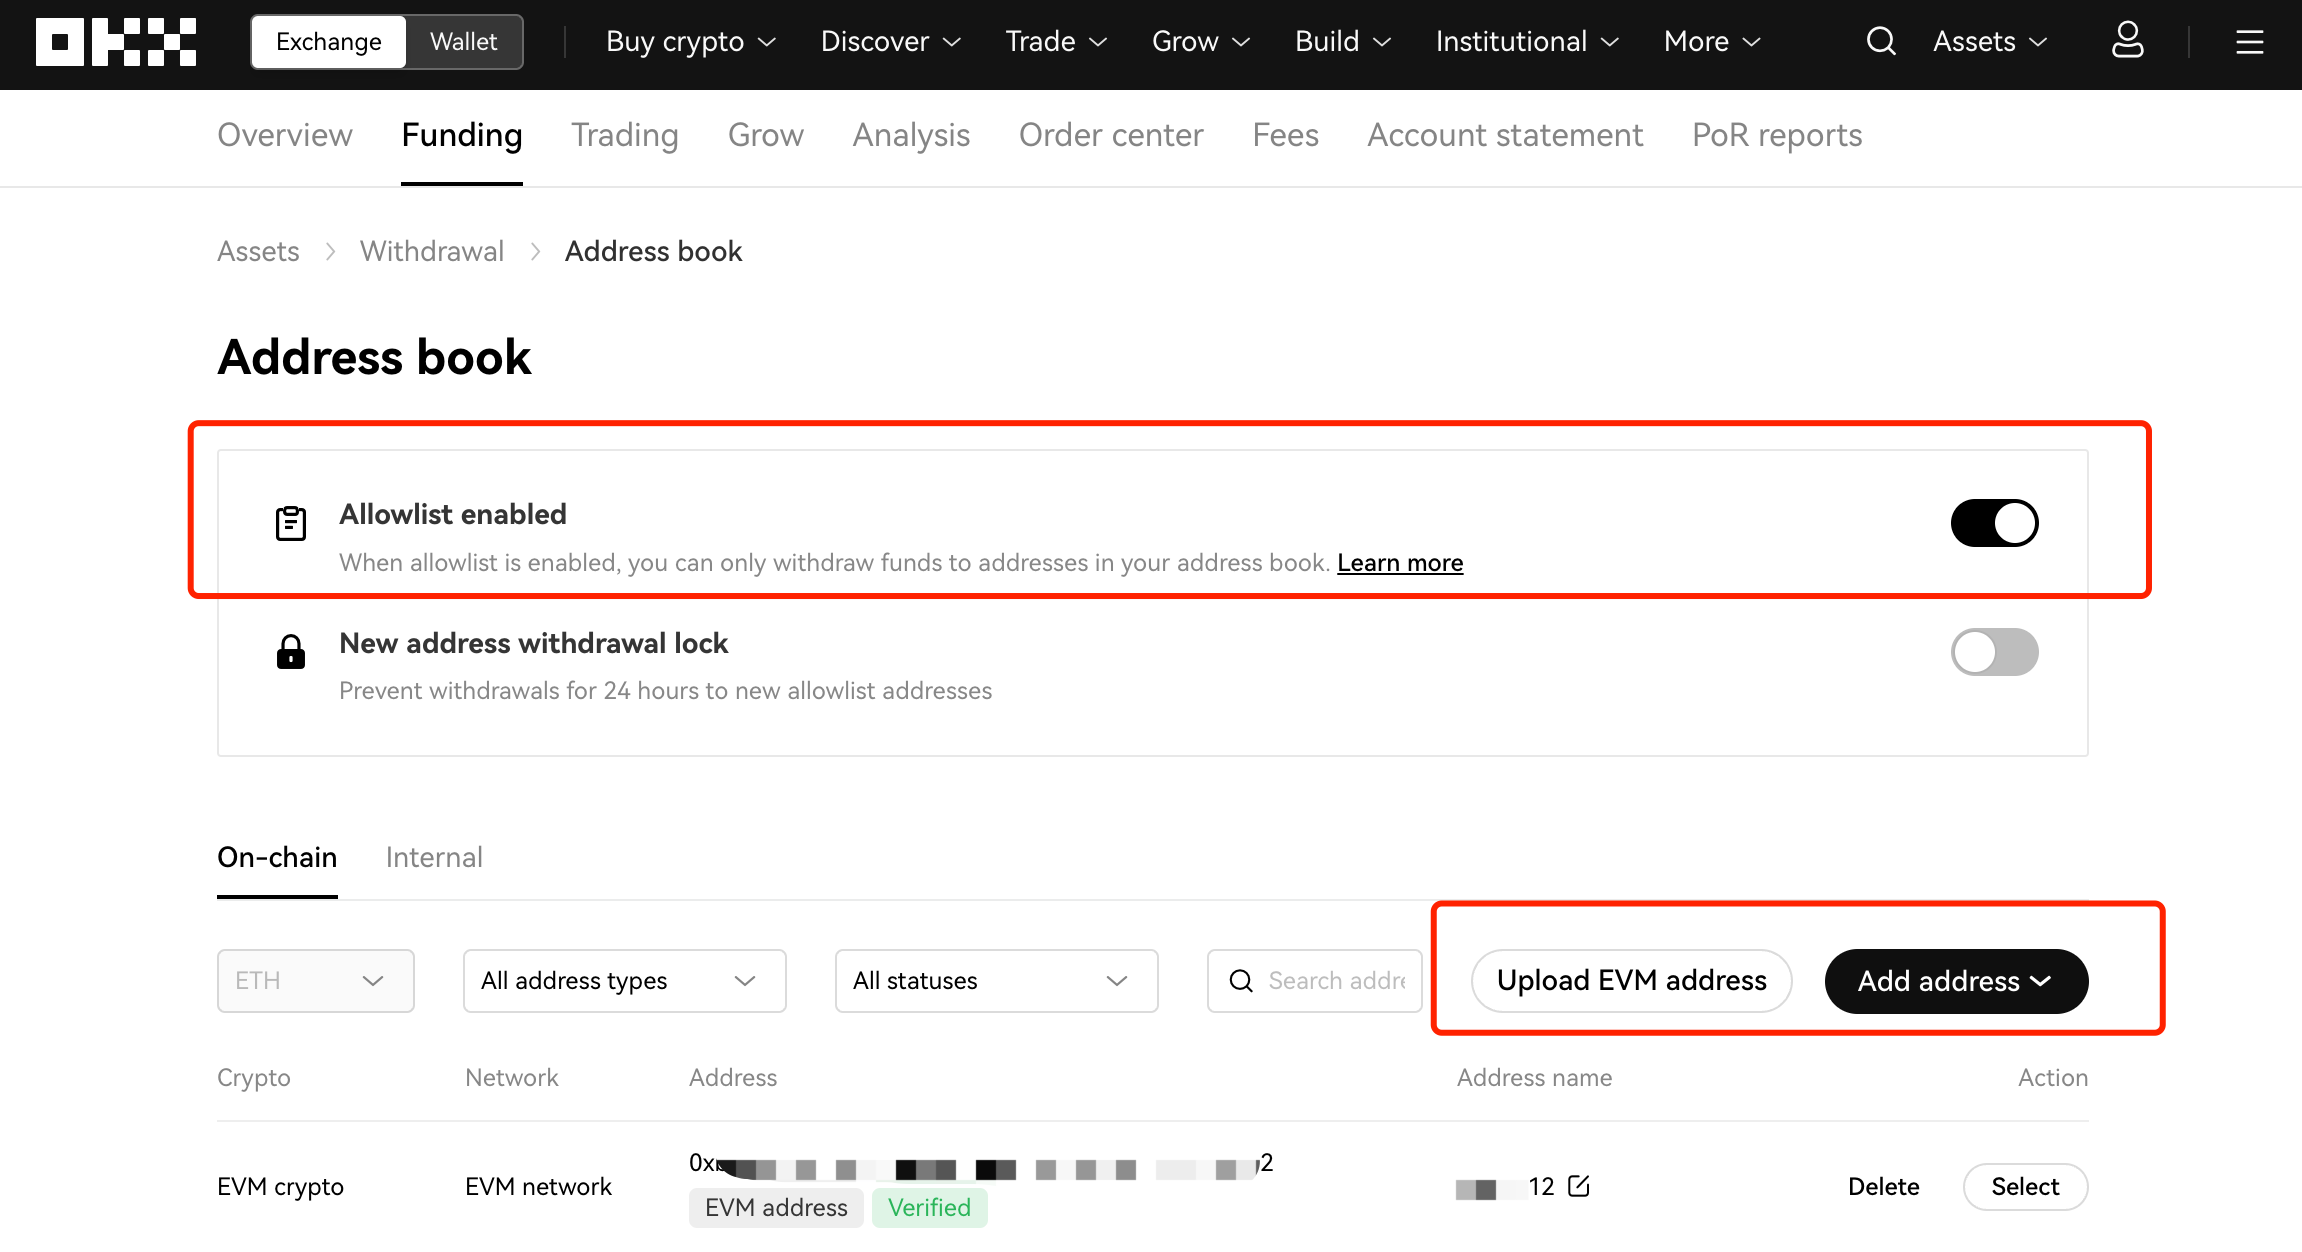 OKX Exchange Wallet Buy crypto Discover Trade Grow Build Institutional More Assets
Overview Funding Trading Grow Analysis Order center Fees Account statement PoR reports
Assets > Withdrawal > Address book
Address book
Allowlist enabled
When allowlist is enabled, you can only withdraw funds to addresses in your address book. Learn more
New address withdrawal lock
Prevent withdrawals for 24 hours to new allowlist addresses
On-chain Internal
ETH All address types All statuses Search addre Upload EVM address Add address
Crypto Network Address Address name Action
EVM crypto EVM network 12 Delete Select
EVM address Verified